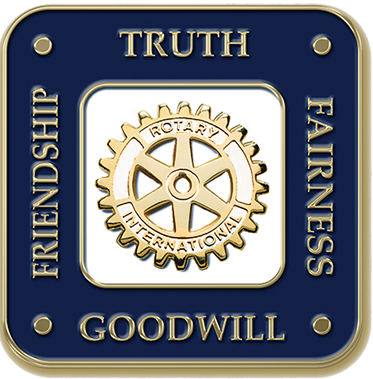 TRUTH
FRIENDSHIP
ROTARY
INTERNATIONAL
FAIRNESS
GOODWILL